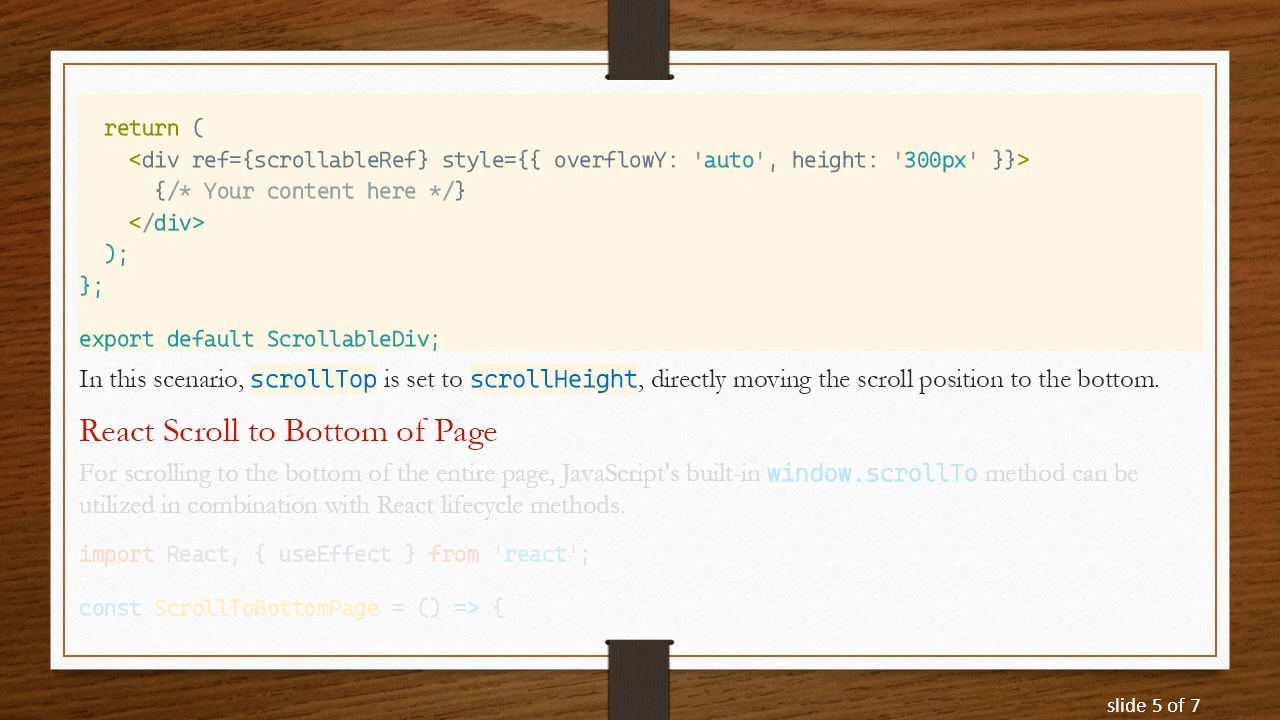 return (
<div ref={scrollableRef} style={{ overflowY: 'auto', height: '300px' }}>
{/* Your content here */}
</div>
);
};
export default ScrollableDiv;
In this scenario, scrollTop is set to scrollHeight, directly moving the scroll position to the bottom.
React Scroll to Bottom of Page
For scrolling to the bottom of the entire page, JavaScript's built-in window.scrollTo method can be
utilized in combination with React lifecycle methods.
import React, { useEffect } from 'react';
const ScrollToBottomPage = () => {
slide 5 of 7